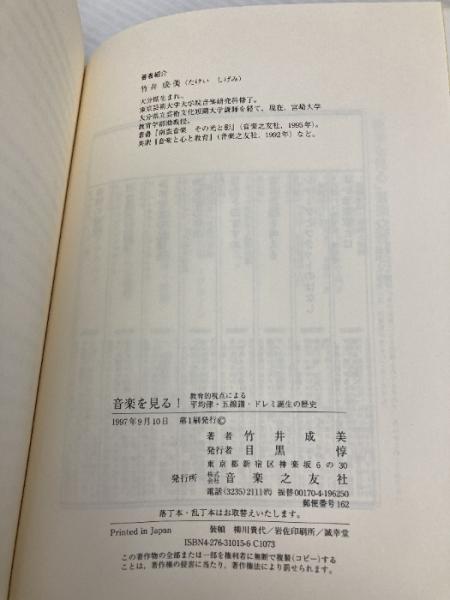 著者紹介
竹井 成美（たけい しげみ）
大分県生まれ。
東京芸術大学大学院音楽研究科修了。
大分県立芸術文化短期大学講師を経て、現在、宮崎大学
教育学部助教授。
著書『南蛮音楽 その光と影』（音楽之友社，1995年）。
共訳『音楽と心と教育』（音楽之友社，1992年）など。
音楽を見る！ 教育的視点による
平均律・五線譜・ドレミ誕生の歴史
1997年9月10日 第1刷発行©
著者 竹井成美
発行者 目黒惇
東京都新宿区神楽坂6の30
発行所 株式会社 音楽之友社
電話(3235)2111㈹ 振替00170-4-196250
郵便番号162
落丁本・乱丁本はお取替えいたします。
Printed in Japan 装幀 柳川貴代／岩佐印刷所／誠幸堂
ISBN4-276-31015-6 C1073
この著作物の全部または一部を権利者に無断で複製(コピー)する
ことは、著作権の侵害に当たり、著作権法により罰せられます。